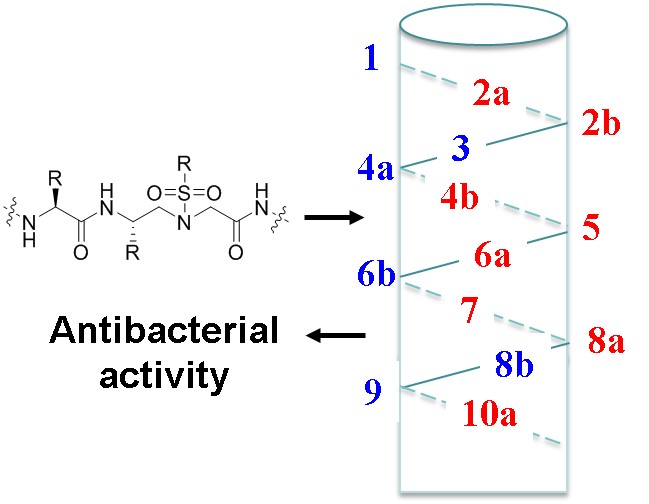 1
2a
2b
3
4a
4b
5
6a
6b
7
8a
8b
9
10a
R
H
N
O=S=O
R
H
N
N
H
O
R
N
O
Antibacterial
activity